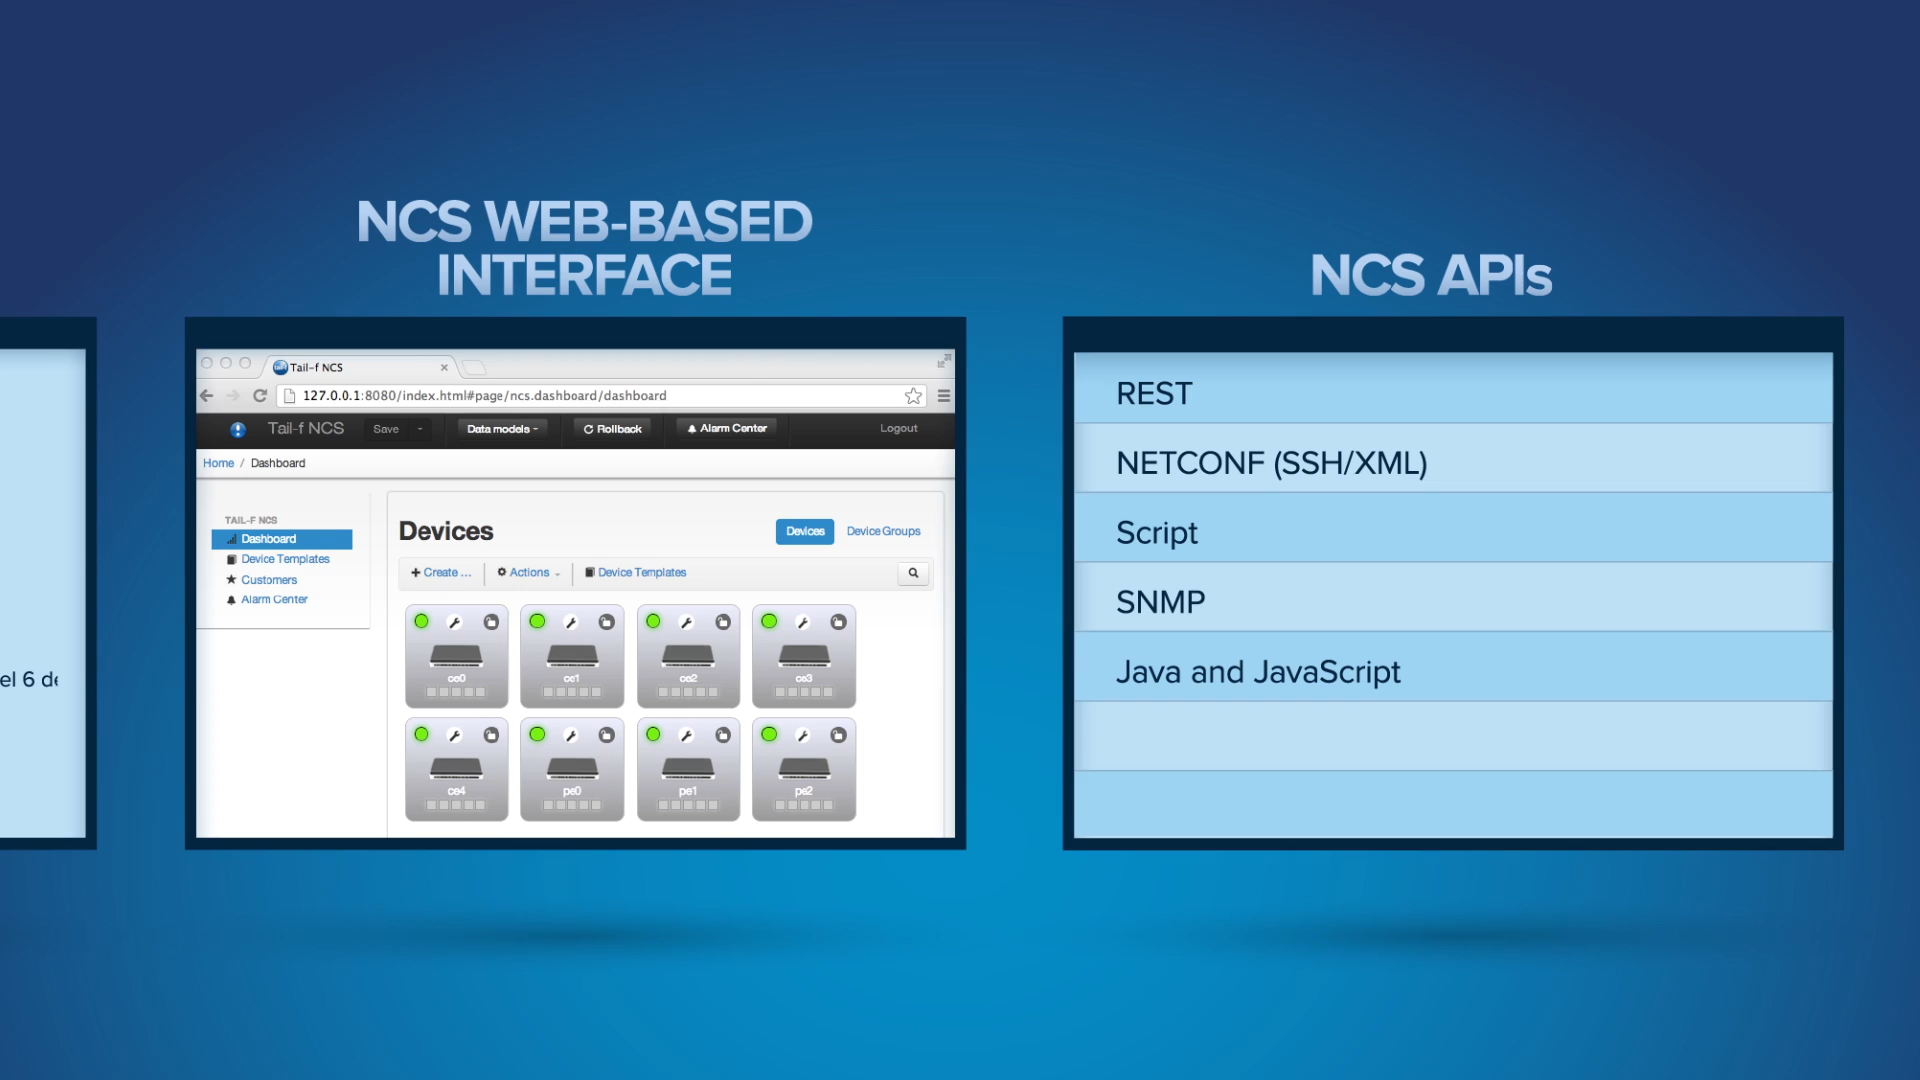 NCS WEB-BASED
INTERFACE
NCS APIs
Tail-f NCS
127.0.0.1:8080/index.html#page/ncs.dashboard/dashboard
Tail-f NCS Save Data models Rollback Alarm Center Logout
Home / Dashboard
TAIL-F NCS
Dashboard
Device Templates
Customers
Alarm Center
Devices Devices Device Groups
Create ... Actions Device Templates
ce0 ce1 ce2 ce3
ce4 pe0 pe1 pe2
REST
NETCONF (SSH/XML)
Script
SNMP
Java and JavaScript
el 6